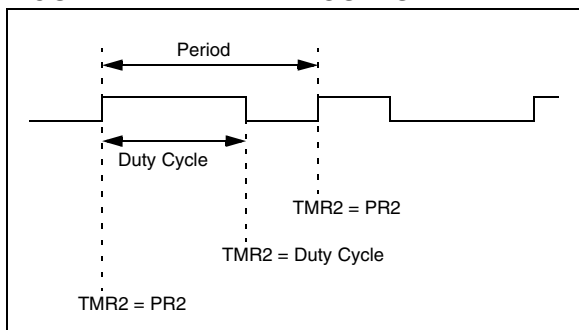 Period
Duty Cycle
TMR2 = PR2
TMR2 = Duty Cycle
TMR2 = PR2